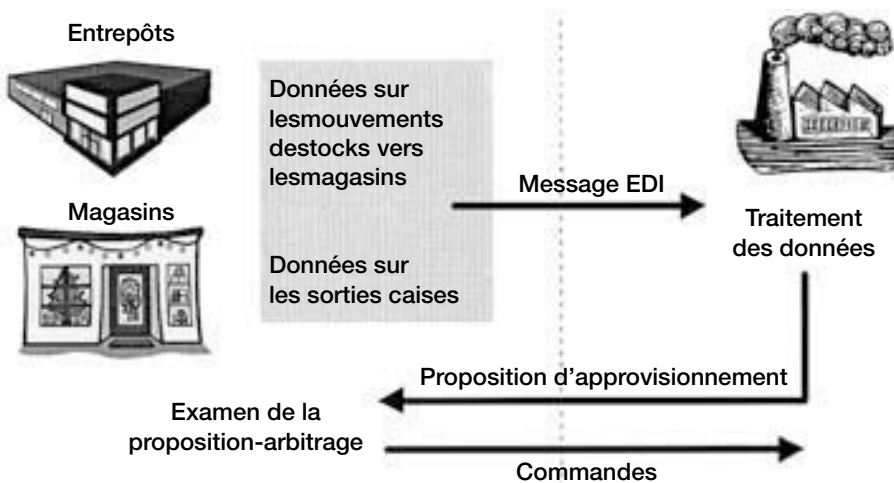 Entrepôts
Données sur
lesmouvements
destocks vers
lesmagasins
Message EDI
Magasins
Traitement
des données
Données sur
les sorties caises
Proposition d’approvisionnement
Examen de la
proposition-arbitrage
Commandes